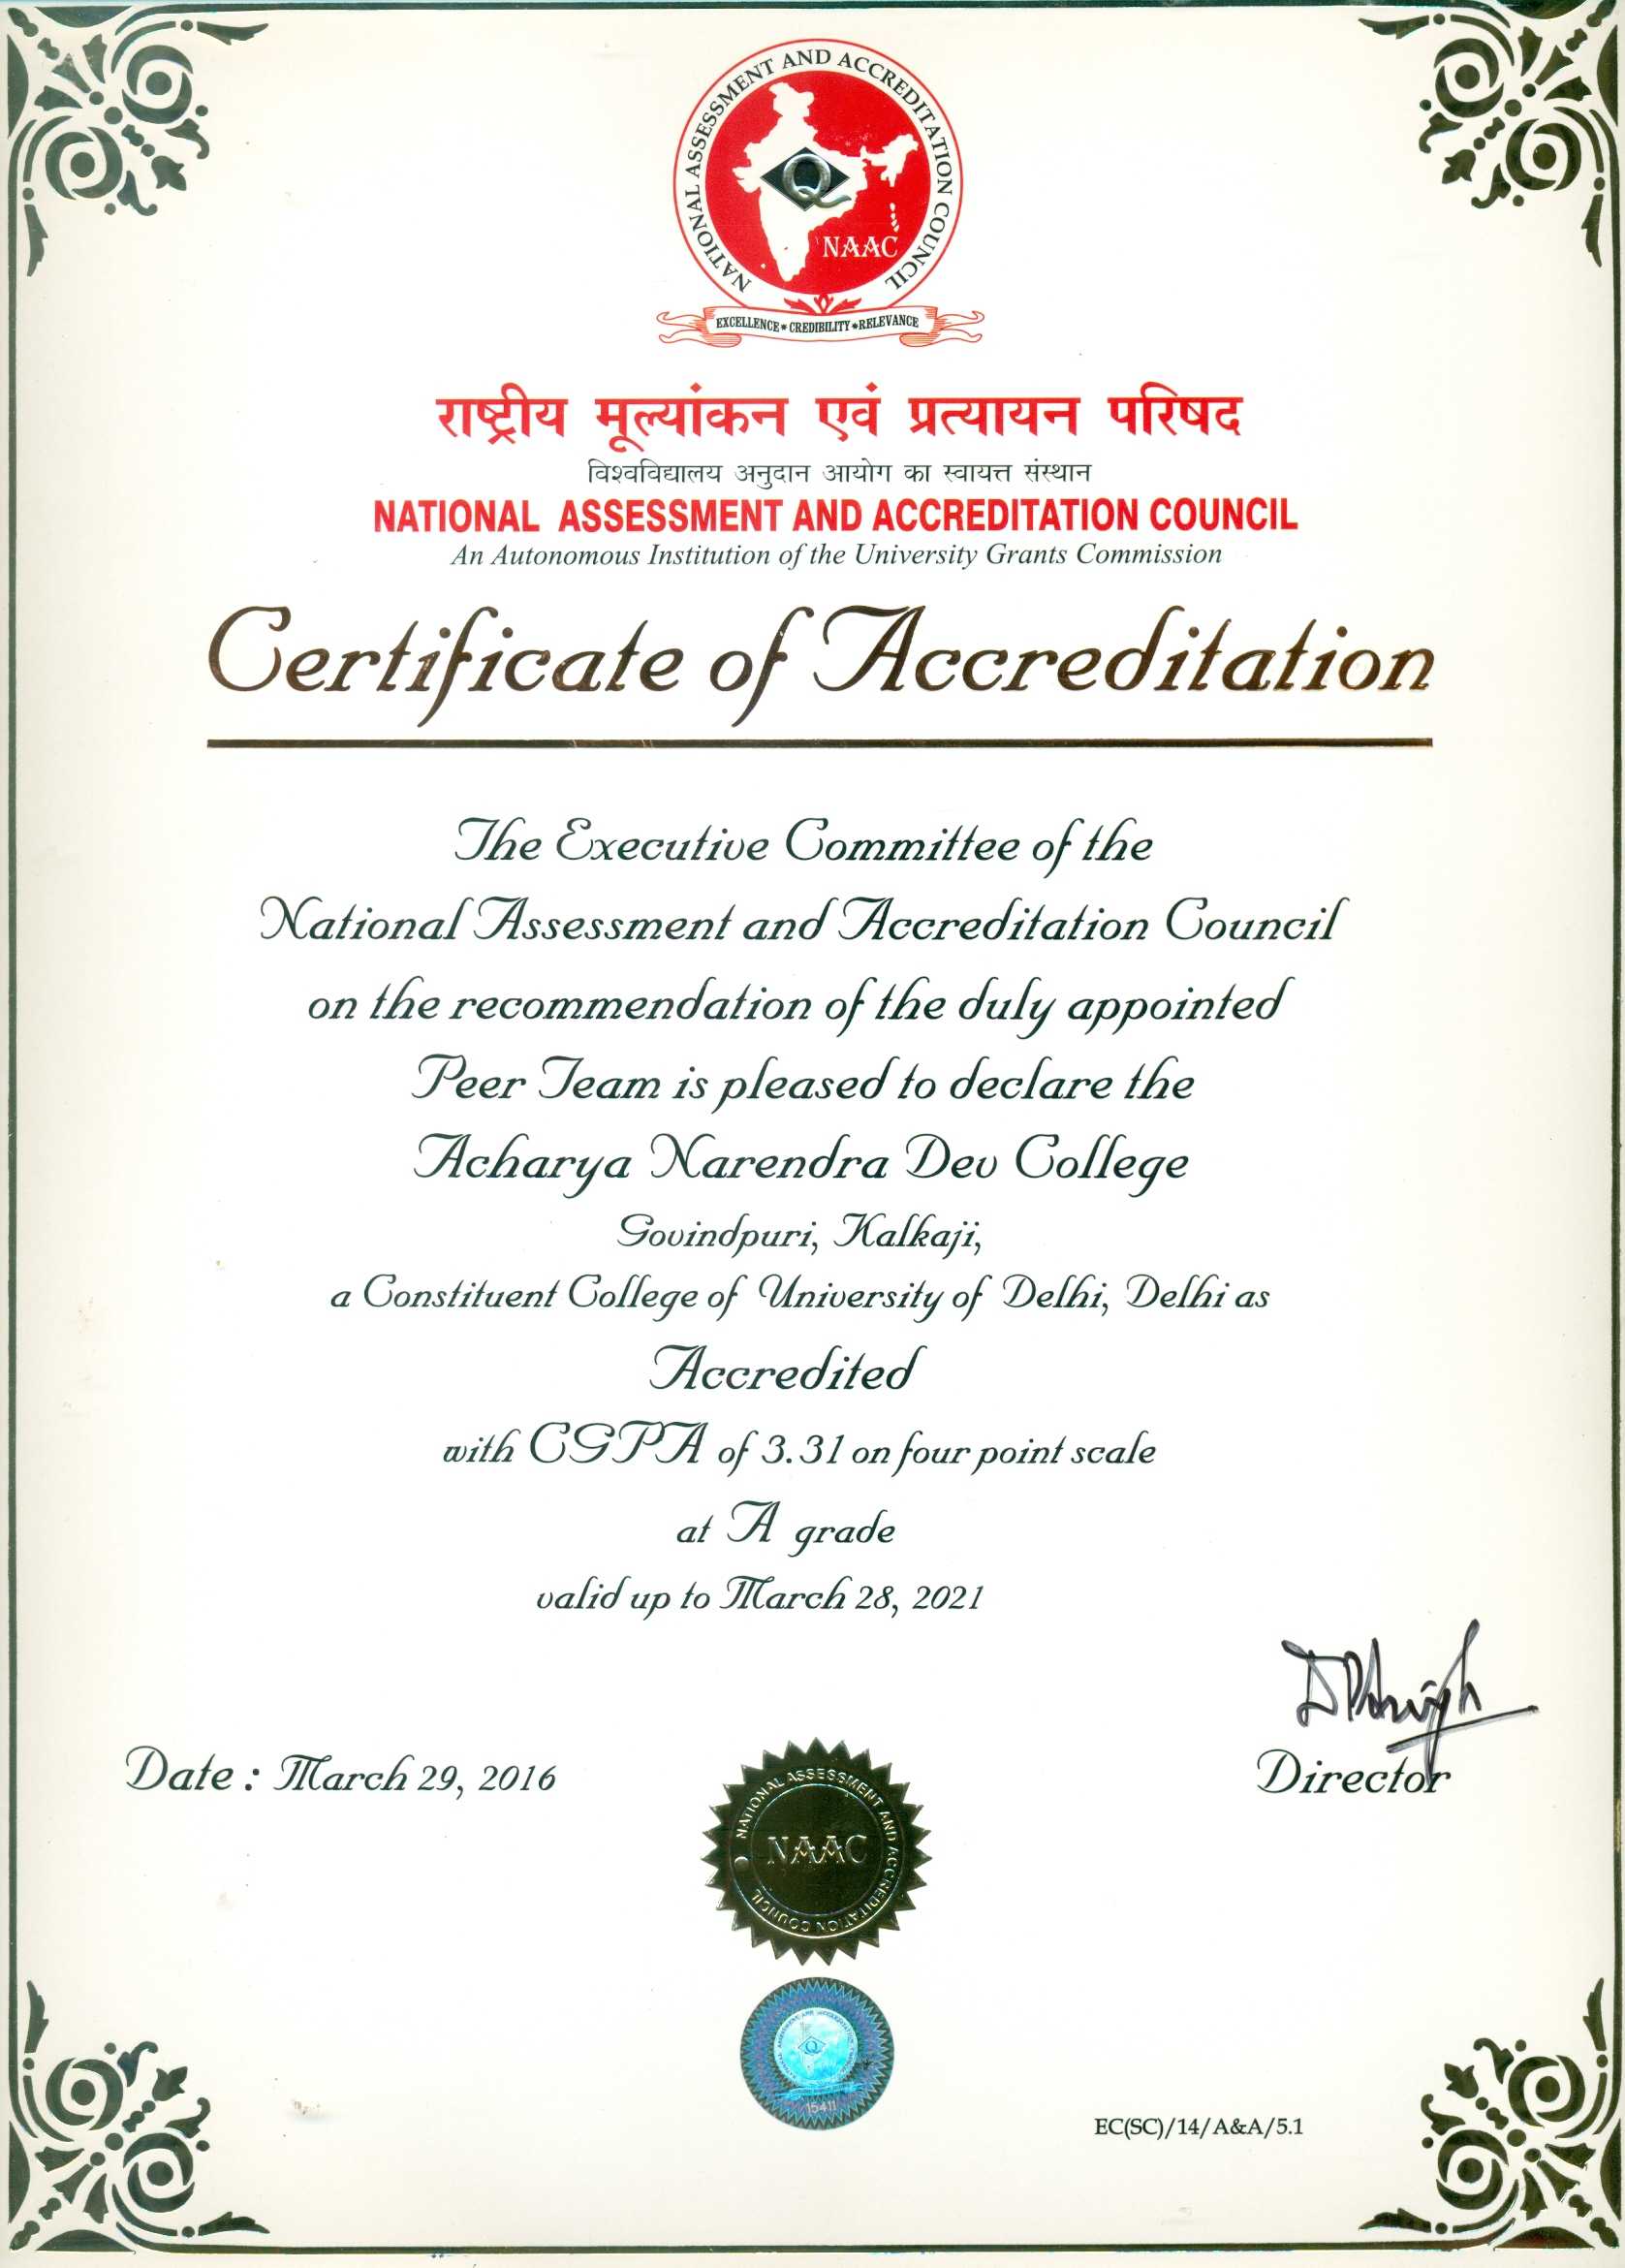 NATIONAL ASSESSMENT AND ACCREDITATION COUNCIL
Q
NAAC
EXCELLENCE * CREDIBILITY * RELEVANCE
राष्ट्रीय मूल्यांकन एवं प्रत्यायन परिषद
विश्वविद्यालय अनुदान आयोग का स्वायत्त संस्थान
NATIONAL ASSESSMENT AND ACCREDITATION COUNCIL
An Autonomous Institution of the University Grants Commission
Certificate of Accreditation
The Executive Committee of the
National Assessment and Accreditation Council
on the recommendation of the duly appointed
Peer Team is pleased to declare the
Acharya Narendra Dev College
Govindpuri, Kalkaji,
a Constituent College of University of Delhi, Delhi as
Accredited
with CGPA of 3.31 on four point scale
at A grade
valid up to March 28, 2021
Date : March 29, 2016
Director
NATIONAL ASSESSMENT AND ACCREDITATION COUNCIL
NAAC
Q
15411
EC(SC)/14/A&A/5.1